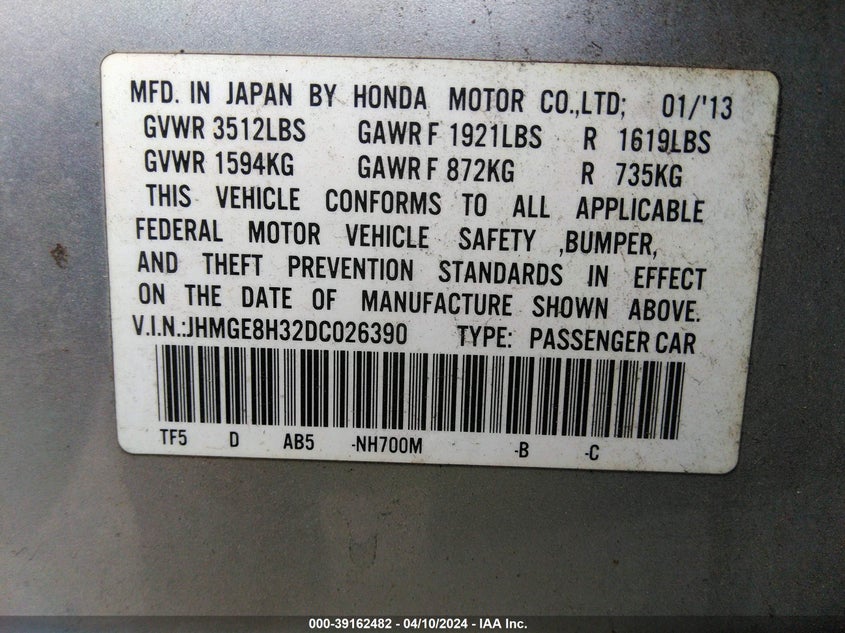 MFD. IN JAPAN BY HONDA MOTOR CO.,LTD; 01/'13
GVWR 3512LBS GAWR F 1921LBS R 1619LBS
GVWR 1594KG GAWR F 872KG R 735KG
THIS VEHICLE CONFORMS TO ALL APPLICABLE
FEDERAL MOTOR VEHICLE SAFETY ,BUMPER,
AND THEFT PREVENTION STANDARDS IN EFFECT
ON THE DATE OF MANUFACTURE SHOWN ABOVE.
V.I.N.:JHMGE8H32DC026390 TYPE: PASSENGER CAR
TF5 D AB5 -NH700M -B -C
000-39162482 - 04/10/2024 - IAA Inc.